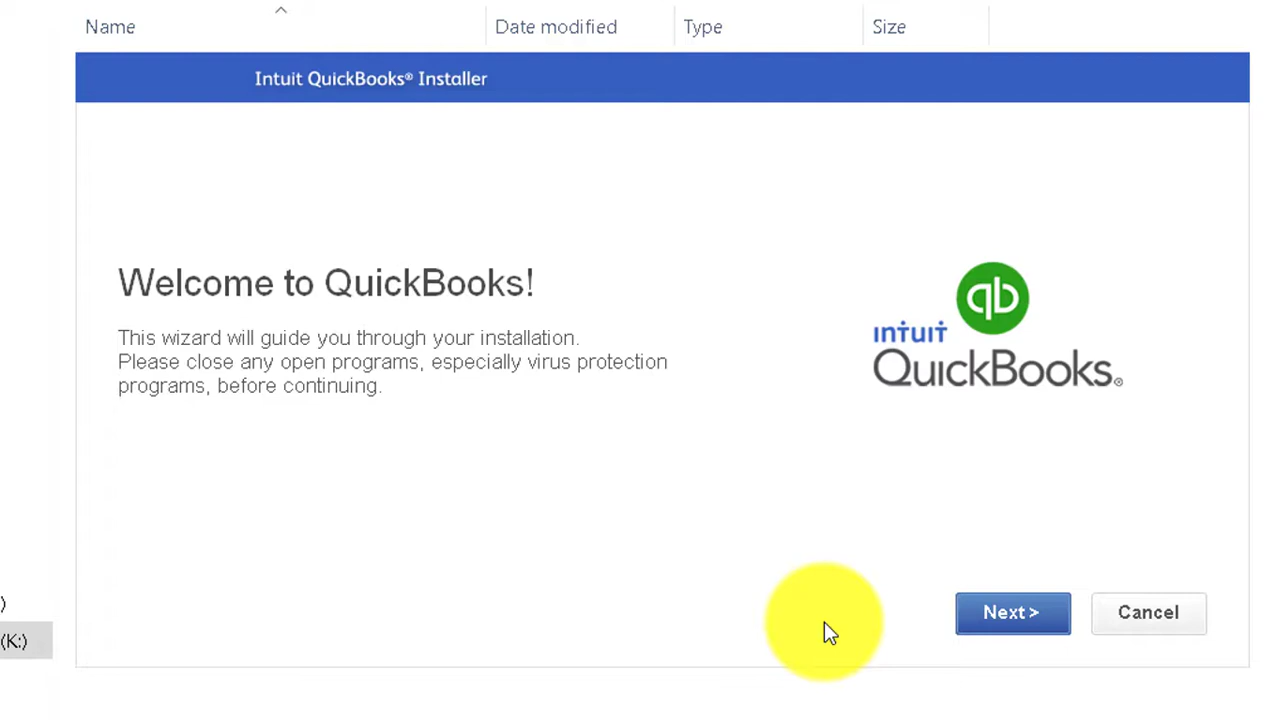 Name Date modified Type Size
Intuit QuickBooks® Installer
Welcome to QuickBooks!
This wizard will guide you through your installation.
Please close any open programs, especially virus protection
programs, before continuing.
qb
intuit
QuickBooks®
)
(K:)
Next > Cancel